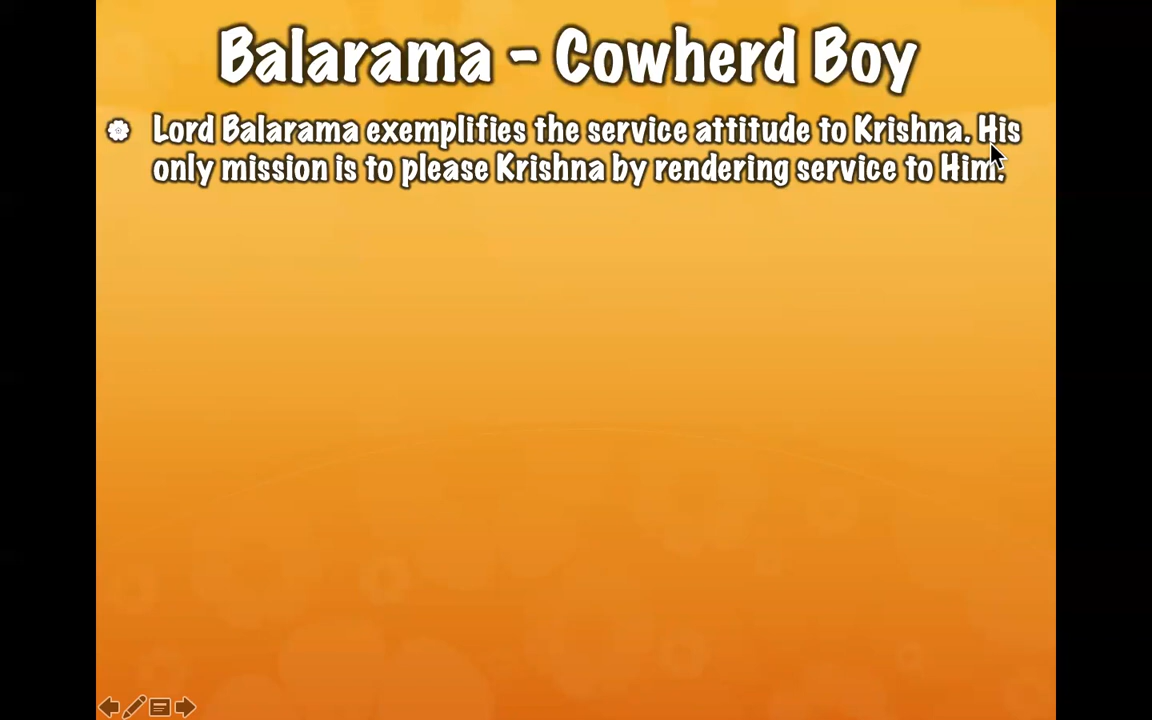 Balarama - Cowherd Boy
Lord Balarama exemplifies the service attitude to Krishna. His
only mission is to please Krishna by rendering service to Him.